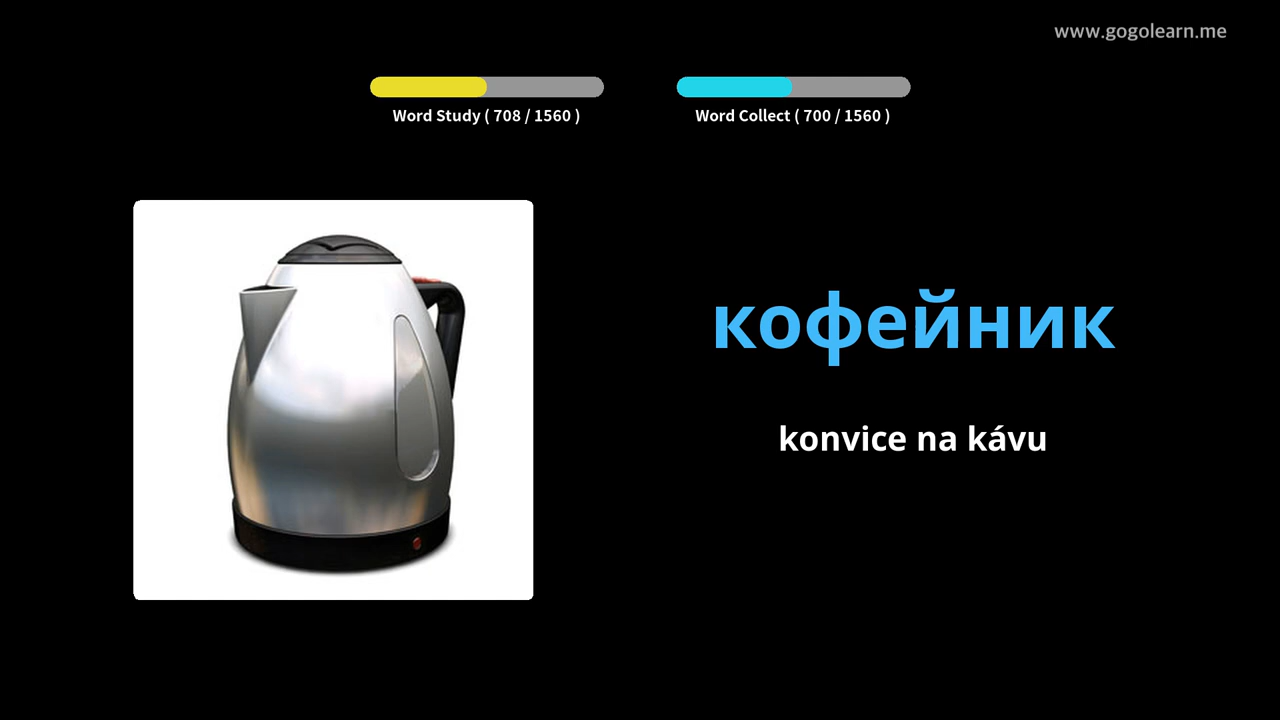 www.gogolearn.me
Word Study ( 708 / 1560 )
Word Collect ( 700 / 1560 )
кофейник
konvice na kávu